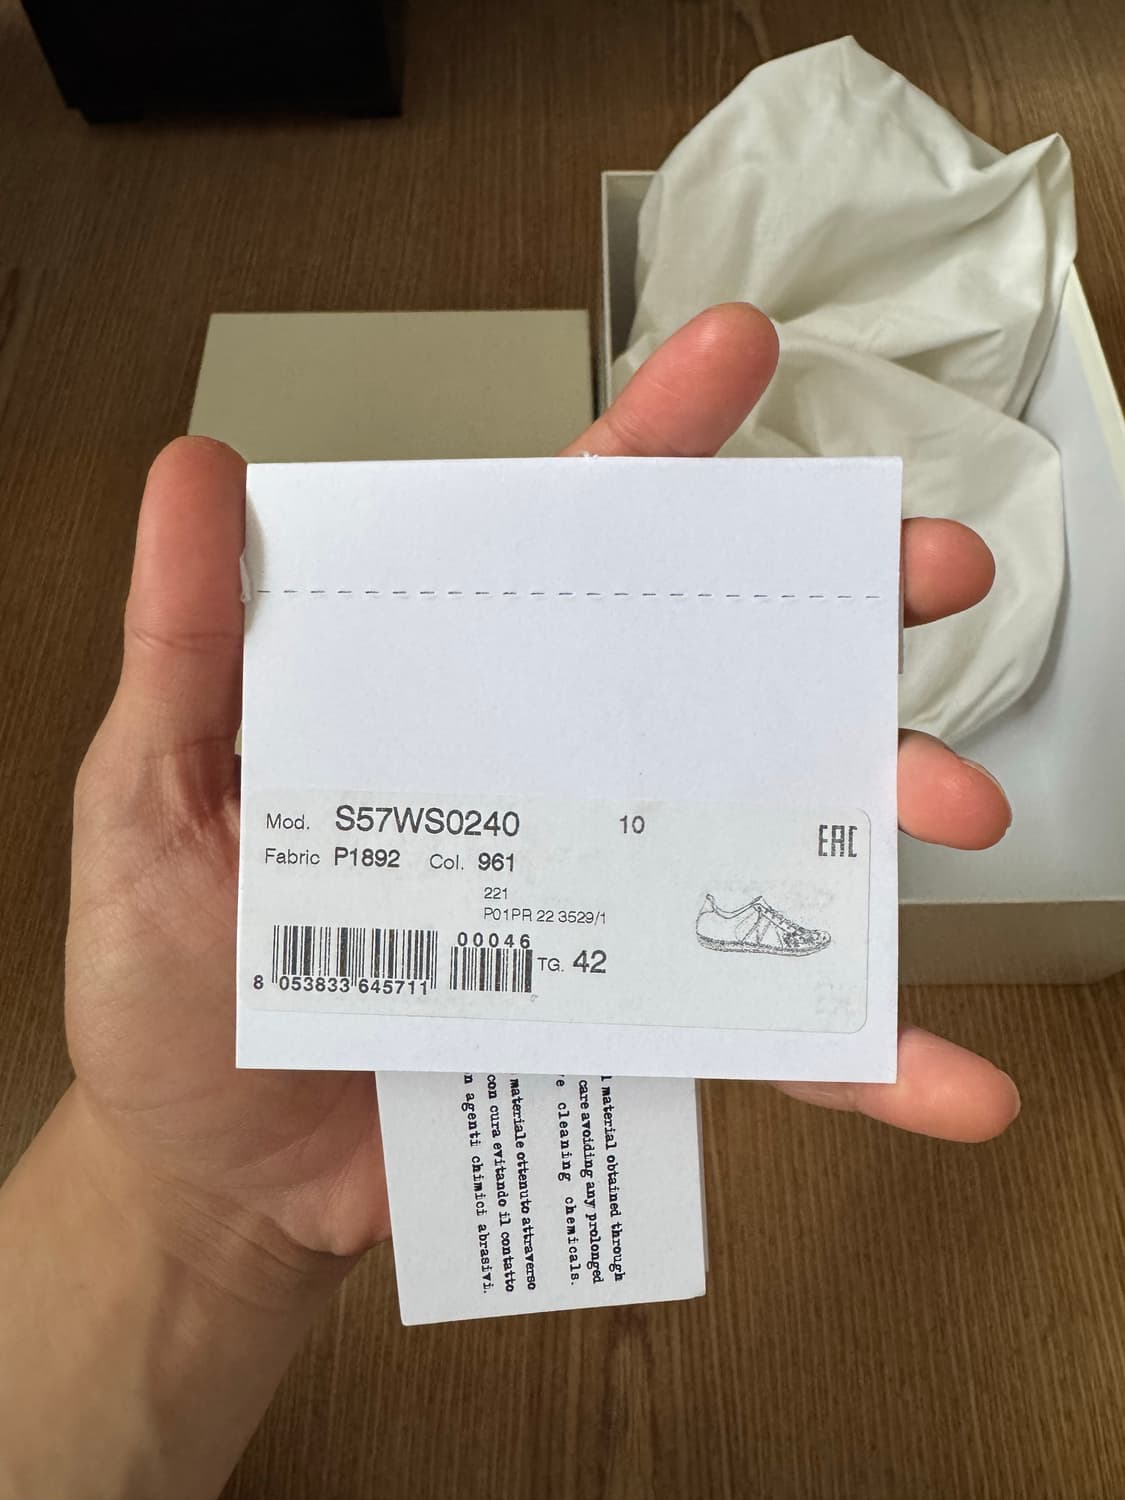 Mod. S57WS0240 10
EAC
Fabric P1892 Col. 961
221
P01PR 22 3529/1
00046
TG. 42
8 053833 645711
material obtained through
care avoiding any prolonged
cleaning chemicals.
materiale ottenuto attraverso
con cura evitando il contatto
agenti chimici abrasivi.